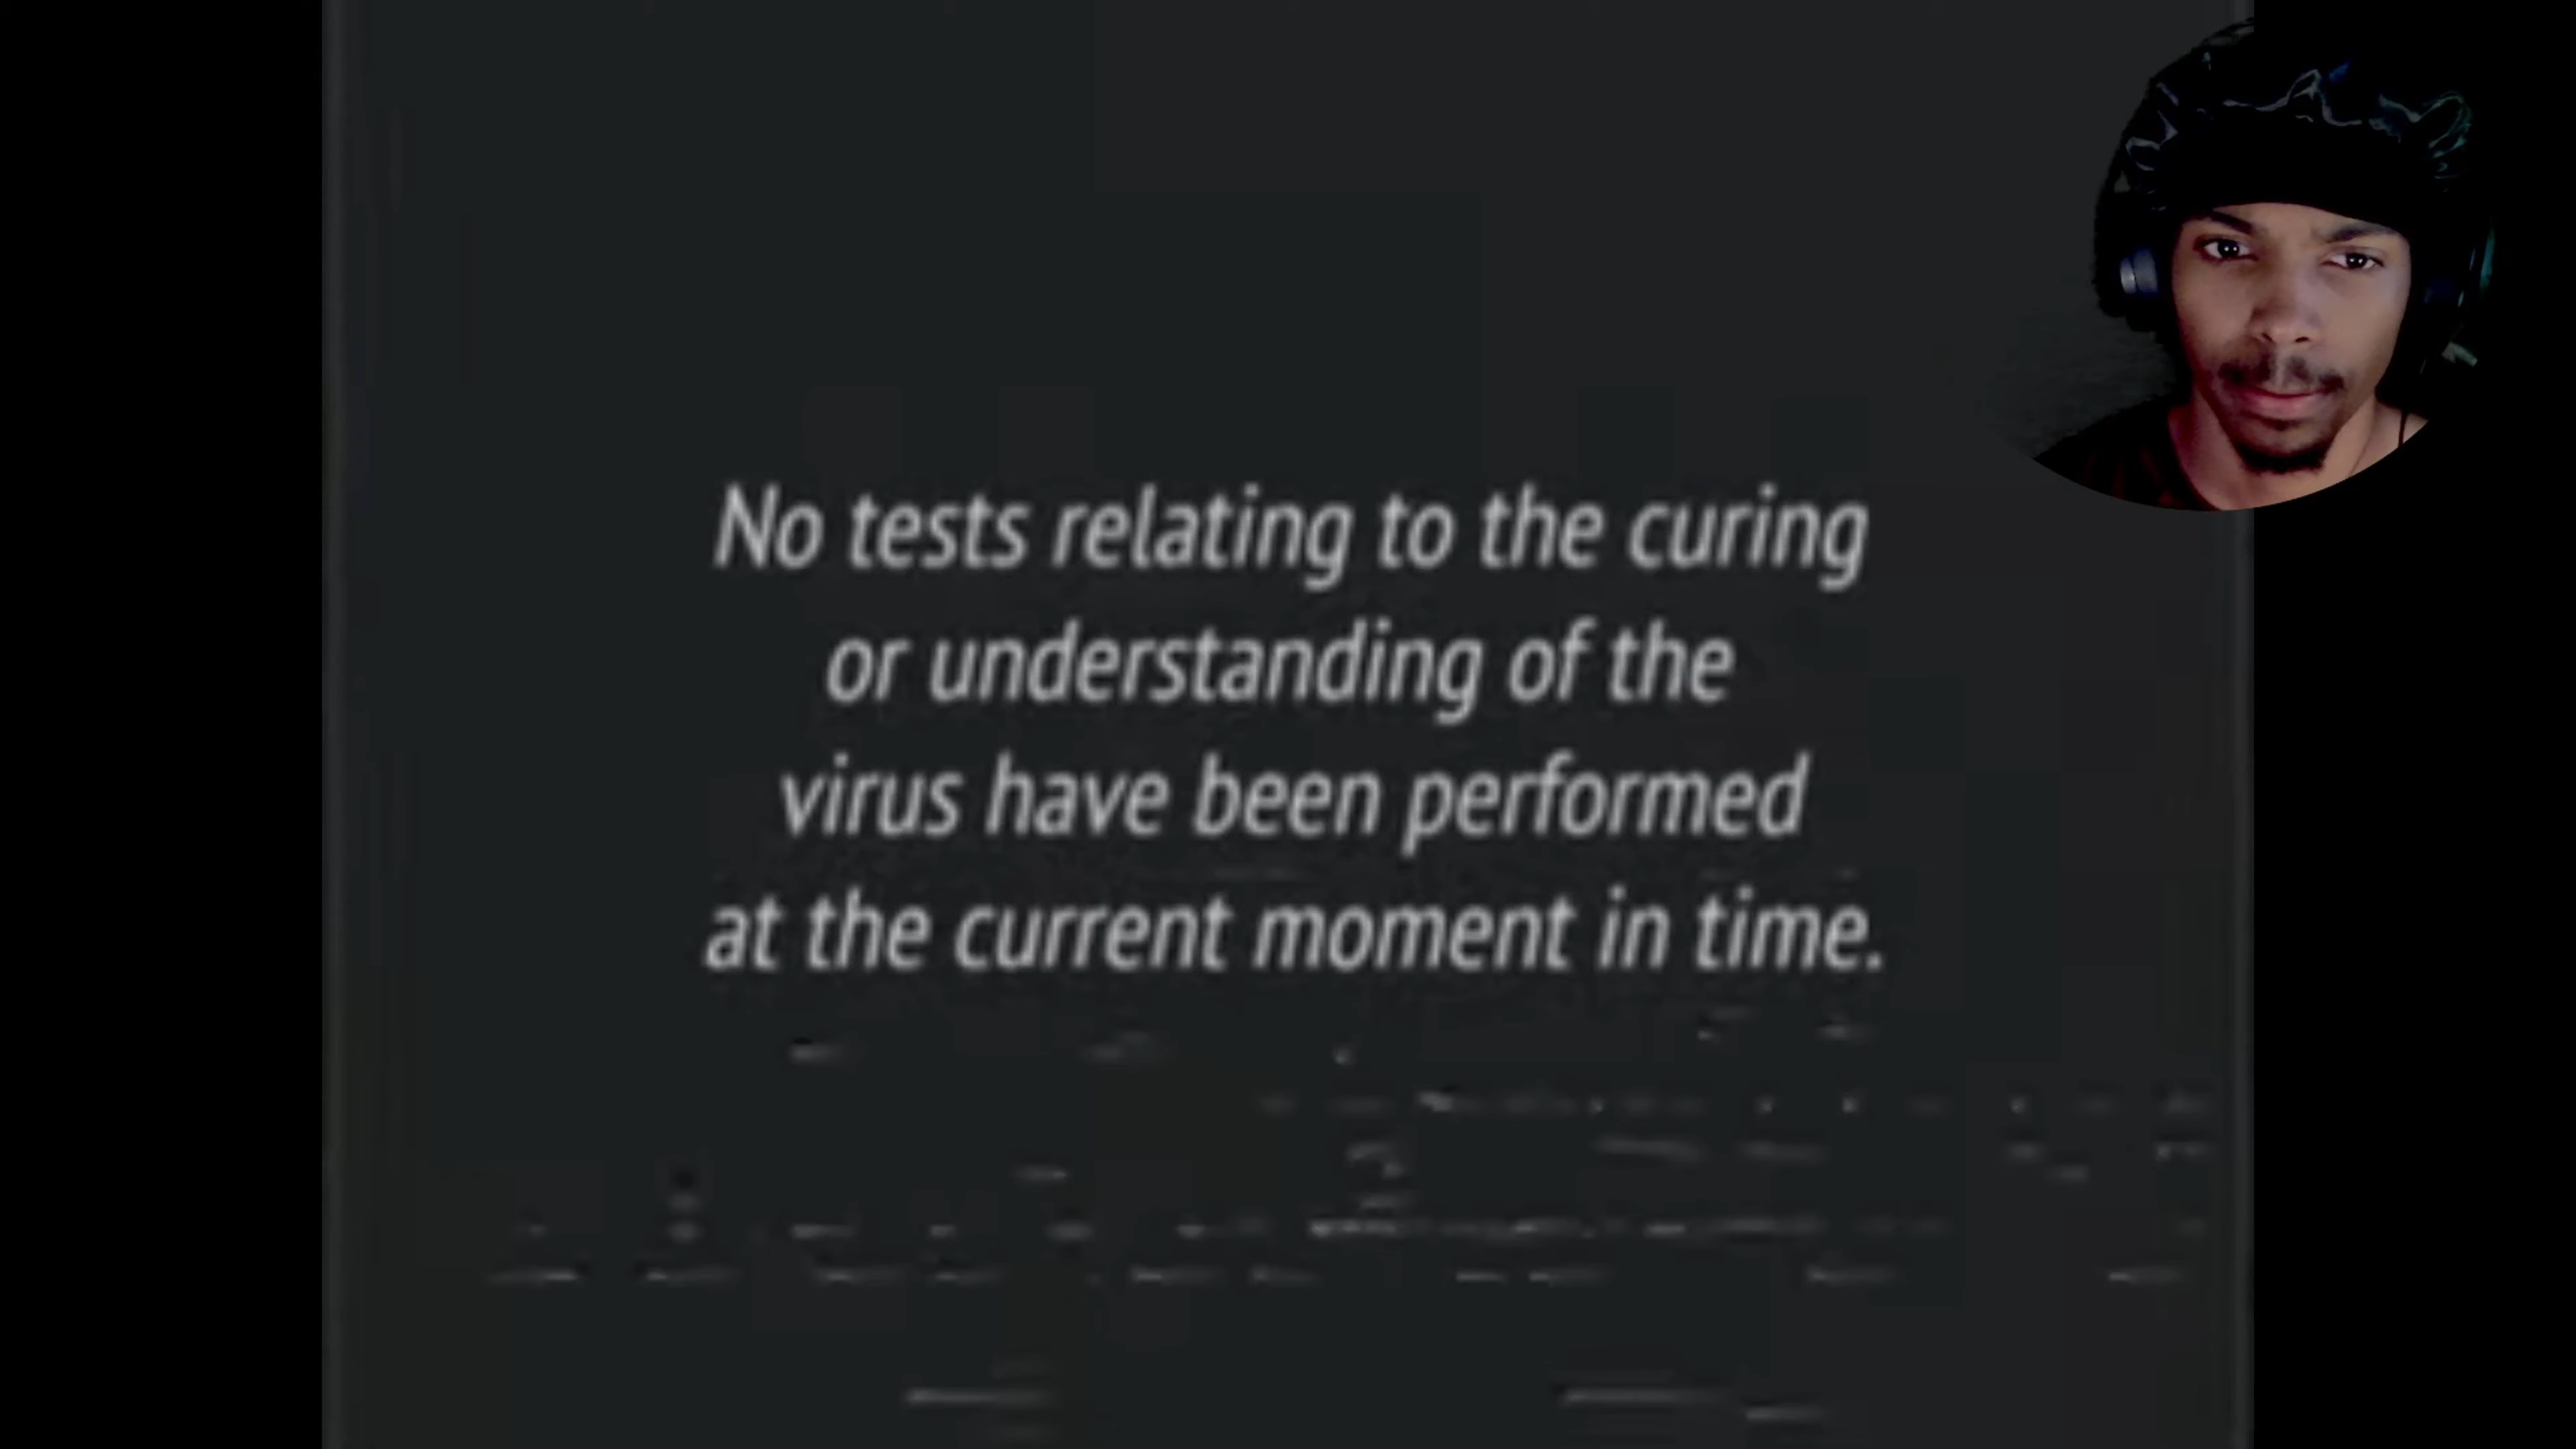 No tests relating to the curing
or understanding of the
virus have been performed
at the current moment in time.